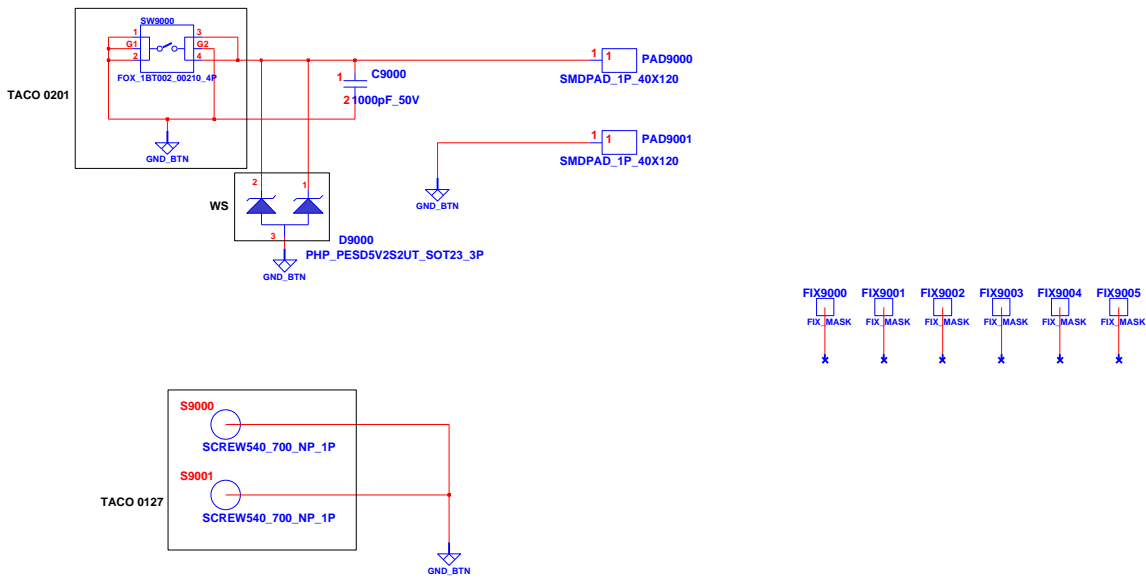 SW9000
1
3
G1
G2
2
4
FOX_1BT002_00210_4P
TACO 0201
GND_BTN
1
C9000
2
1000pF_50V
1
1
PAD9000
SMDPAD_1P_40X120
1
1
PAD9001
SMDPAD_1P_40X120
GND_BTN
2
1
WS
3
D9000
PHP_PESD5V2S2UT_SOT23_3P
GND_BTN
FIX9000 FIX9001 FIX9002 FIX9003 FIX9004 FIX9005
FIX_MASK FIX_MASK FIX_MASK FIX_MASK FIX_MASK FIX_MASK
S9000
SCREW540_700_NP_1P
S9001
TACO 0127
SCREW540_700_NP_1P
GND_BTN